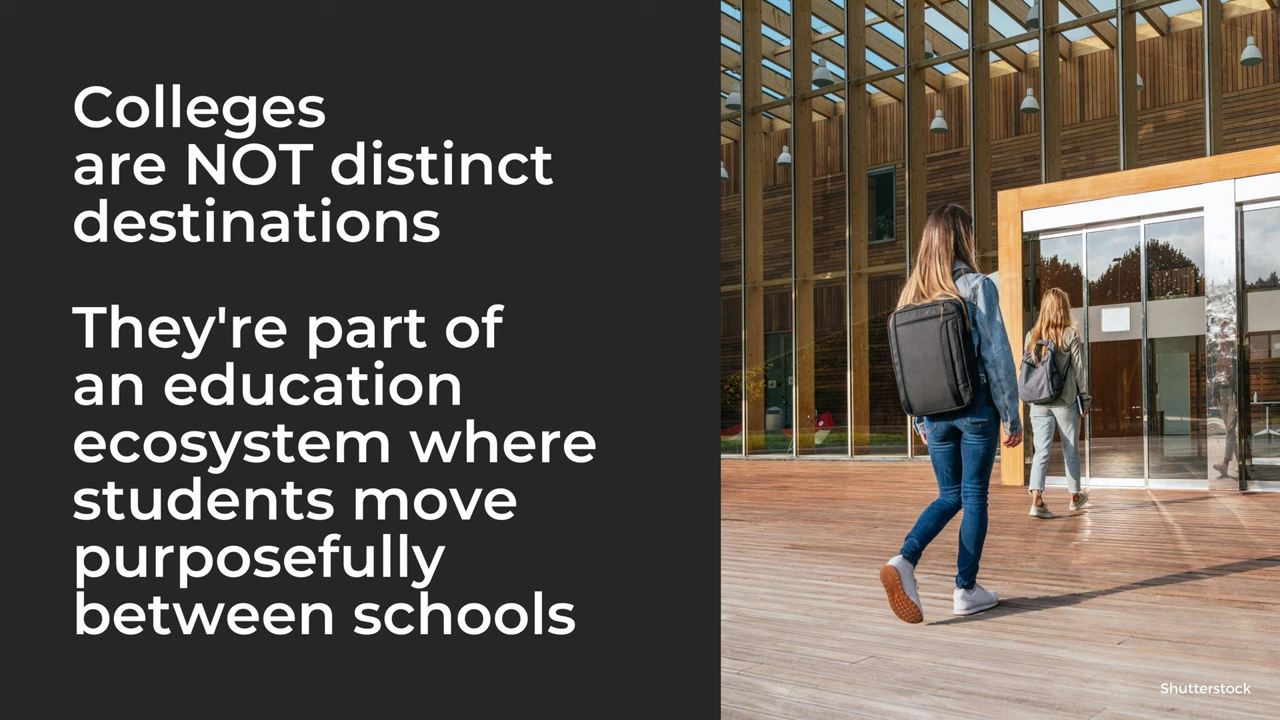 Colleges
are NOT distinct
destinations
They're part of
an education
ecosystem where
students move
purposefully
between schools
Shutterstock